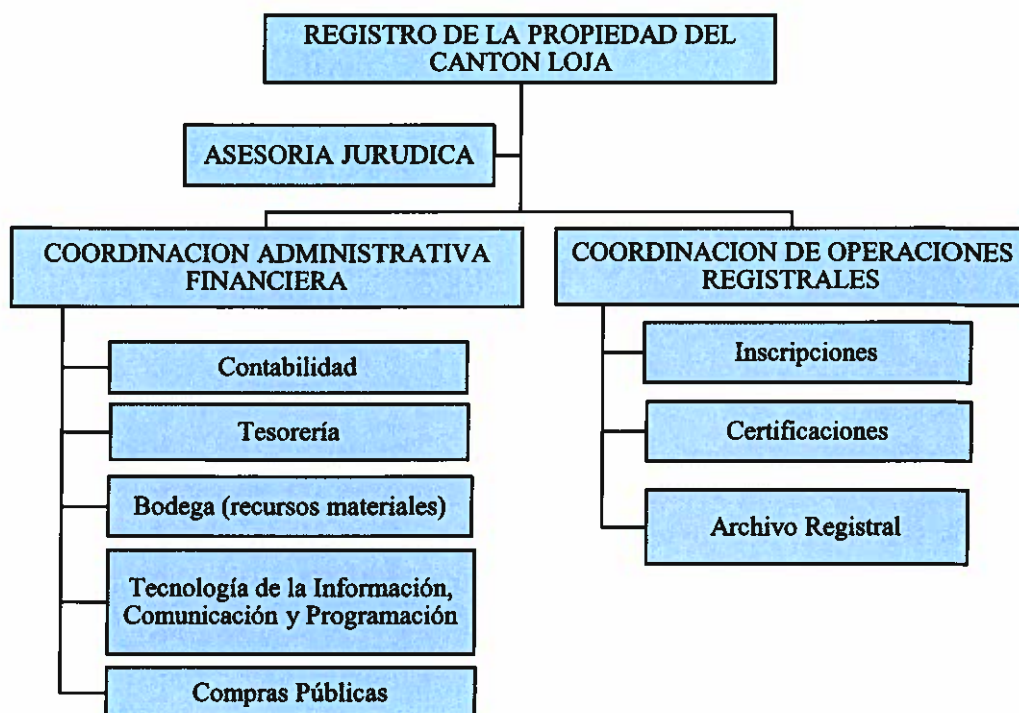 REGISTRO DE LA PROPIEDAD DEL
CANTON LOJA
ASESORIA JURUDICA
COORDINACION ADMINISTRATIVA
FINANCIERA
Contabilidad
Tesorería
Bodega (recursos materiales)
Tecnología de la Información,
Comunicación y Programación
Compras Públicas
COORDINACION DE OPERACIONES
REGISTRALES
Inscripciones
Certificaciones
Archivo Registral